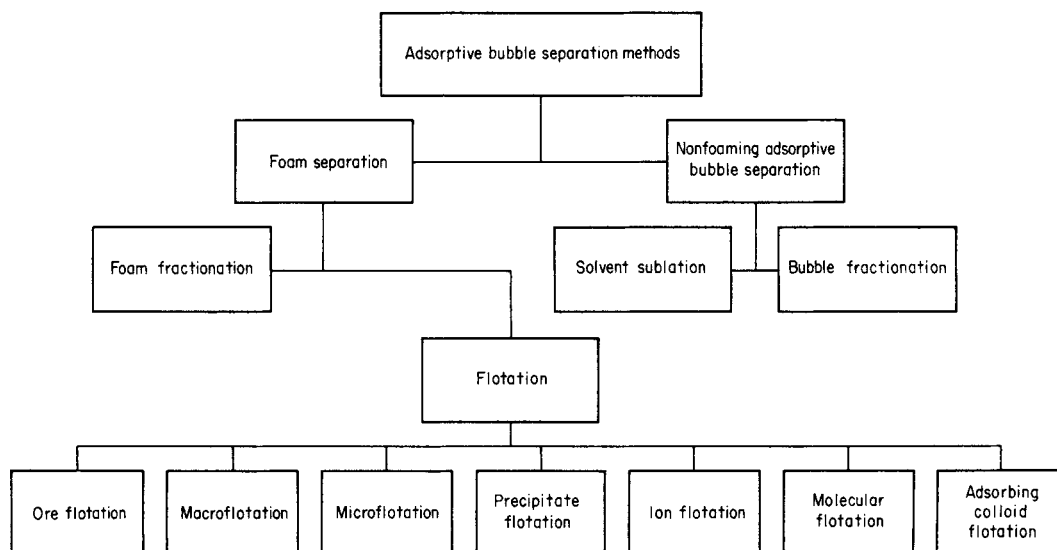 Adsorptive bubble separation methods
Foam separation
Nonfoaming adsorptive
bubble separation
Foam fractionation
Solvent sublation
Bubble fractionation
Flotation
Ore flotation
Macroflotation
Microflotation
Precipitate
flotation
Ion flotation
Molecular
flotation
Adsorbing
colloid
flotation